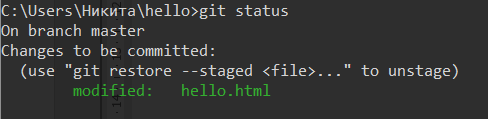 C:\Users\Никита\hello>git status
On branch master
Changes to be committed:
  (use "git restore --staged <file>..." to unstage)
        modified:   hello.html